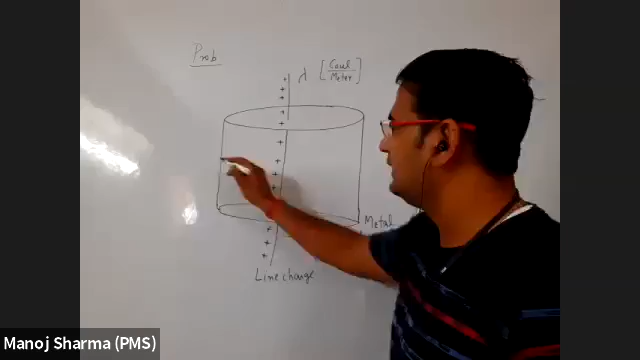 Prob
λ [Coul/Meter]
Metal
Line charge
Manoj Sharma (PMS)